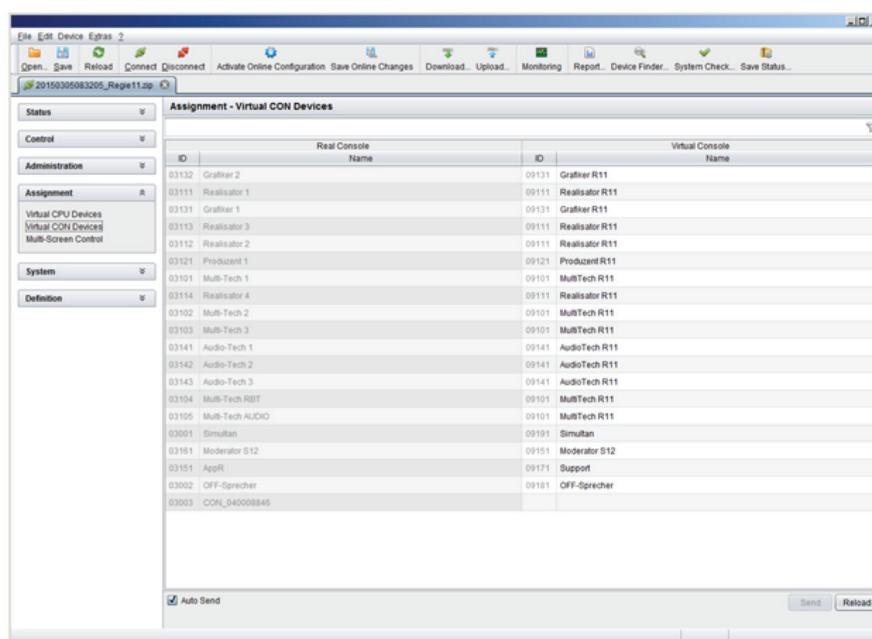 File Edit Device Extras ?
Open... Save Reload Connect Disconnect Activate Online Configuration Save Online Changes Download... Upload... Monitoring Report... Device Finder... System Check... Save Status...
20150305083205_Regie11.zip
Status
Control
Administration
Assignment
Virtual CPU Devices
Virtual CON Devices
Multi-Screen Control
System
Definition
Assignment - Virtual CON Devices
Real Console Virtual Console
ID Name ID Name
03132 Grafiker 2 09131 Grafiker R11
03111 Realisator 1 09111 Realisator R11
03131 Grafiker 1 09131 Grafiker R11
03113 Realisator 3 09111 Realisator R11
03112 Realisator 2 09111 Realisator R11
03121 Produzent 1 09121 Produzent R11
03101 Multi-Tech 1 09101 MultiTech R11
03114 Realisator 4 09111 Realisator R11
03102 Multi-Tech 2 09101 MultiTech R11
03103 Multi-Tech 3 09101 MultiTech R11
03141 Audio-Tech 1 09141 AudioTech R11
03142 Audio-Tech 2 09141 AudioTech R11
03143 Audio-Tech 3 09141 AudioTech R11
03104 Multi-Tech RBT 09101 MultiTech R11
03105 Multi-Tech AUDIO 09101 MultiTech R11
03001 Simultan 09191 Simultan
03161 Moderator S12 09151 Moderator S12
03151 AppR 09171 Support
03002 OFF-Sprecher 09181 OFF-Sprecher
03003 CON_040008845
Auto Send Send Reload